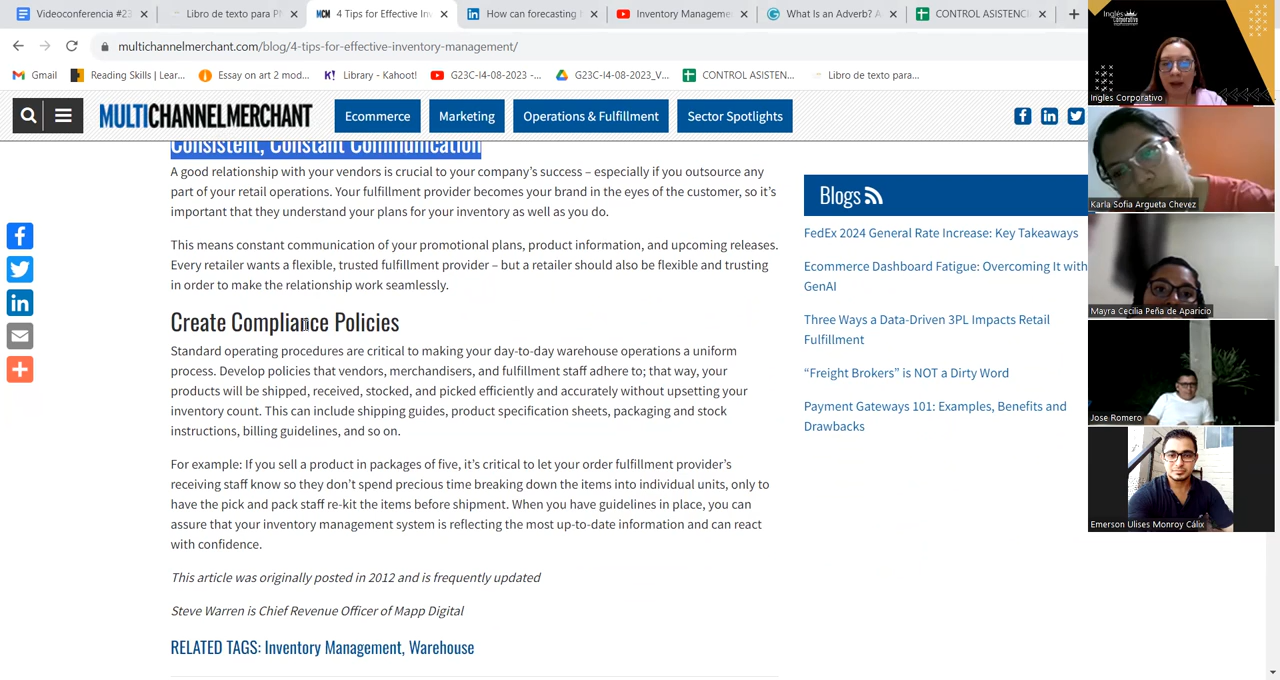 Videoconferencia #23
Libro de texto para P
4 Tips for Effective In
How can forecasting
Inventory Manageme
What Is an Adverb? A
CONTROL ASISTENC
multichannelmerchant.com/blog/4-tips-for-effective-inventory-management/
Gmail
Reading Skills | Lear...
Essay on art 2 mod...
Library - Kahoot!
G23C-I4-08-2023 -...
G23C-I4-08-2023_V...
CONTROL ASISTEN...
Libro de texto para...
MULTICHANNELMERCHANT
Ecommerce
Marketing
Operations & Fulfillment
Sector Spotlights
Consistent, Constant Communication
A good relationship with your vendors is crucial to your company's success – especially if you outsource any
part of your retail operations. Your fulfillment provider becomes your brand in the eyes of the customer, so it's
important that they understand your plans for your inventory as well as you do.
This means constant communication of your promotional plans, product information, and upcoming releases.
Every retailer wants a flexible, trusted fulfillment provider – but a retailer should also be flexible and trusting
in order to make the relationship work seamlessly.
Create Compliance Policies
Standard operating procedures are critical to making your day-to-day warehouse operations a uniform
process. Develop policies that vendors, merchandisers, and fulfillment staff adhere to; that way, your
products will be shipped, received, stocked, and picked efficiently and accurately without upsetting your
inventory count. This can include shipping guides, product specification sheets, packaging and stock
instructions, billing guidelines, and so on.
For example: If you sell a product in packages of five, it's critical to let your order fulfillment provider's
receiving staff know so they don't spend precious time breaking down the items into individual units, only to
have the pick and pack staff re-kit the items before shipment. When you have guidelines in place, you can
assure that your inventory management system is reflecting the most up-to-date information and can react
with confidence.
This article was originally posted in 2012 and is frequently updated
Steve Warren is Chief Revenue Officer of Mapp Digital
RELATED TAGS: Inventory Management, Warehouse
Blogs
FedEx 2024 General Rate Increase: Key Takeaways
Ecommerce Dashboard Fatigue: Overcoming It with
GenAI
Three Ways a Data-Driven 3PL Impacts Retail
Fulfillment
"Freight Brokers" is NOT a Dirty Word
Payment Gateways 101: Examples, Benefits and
Drawbacks
Inglés
Corporativo
Ingles Corporativo
Karla Sofia Argueta Chevez
Mayra Cecilia Peña de Aparicio
Jose Romero
Emerson Ulises Monroy Cálix